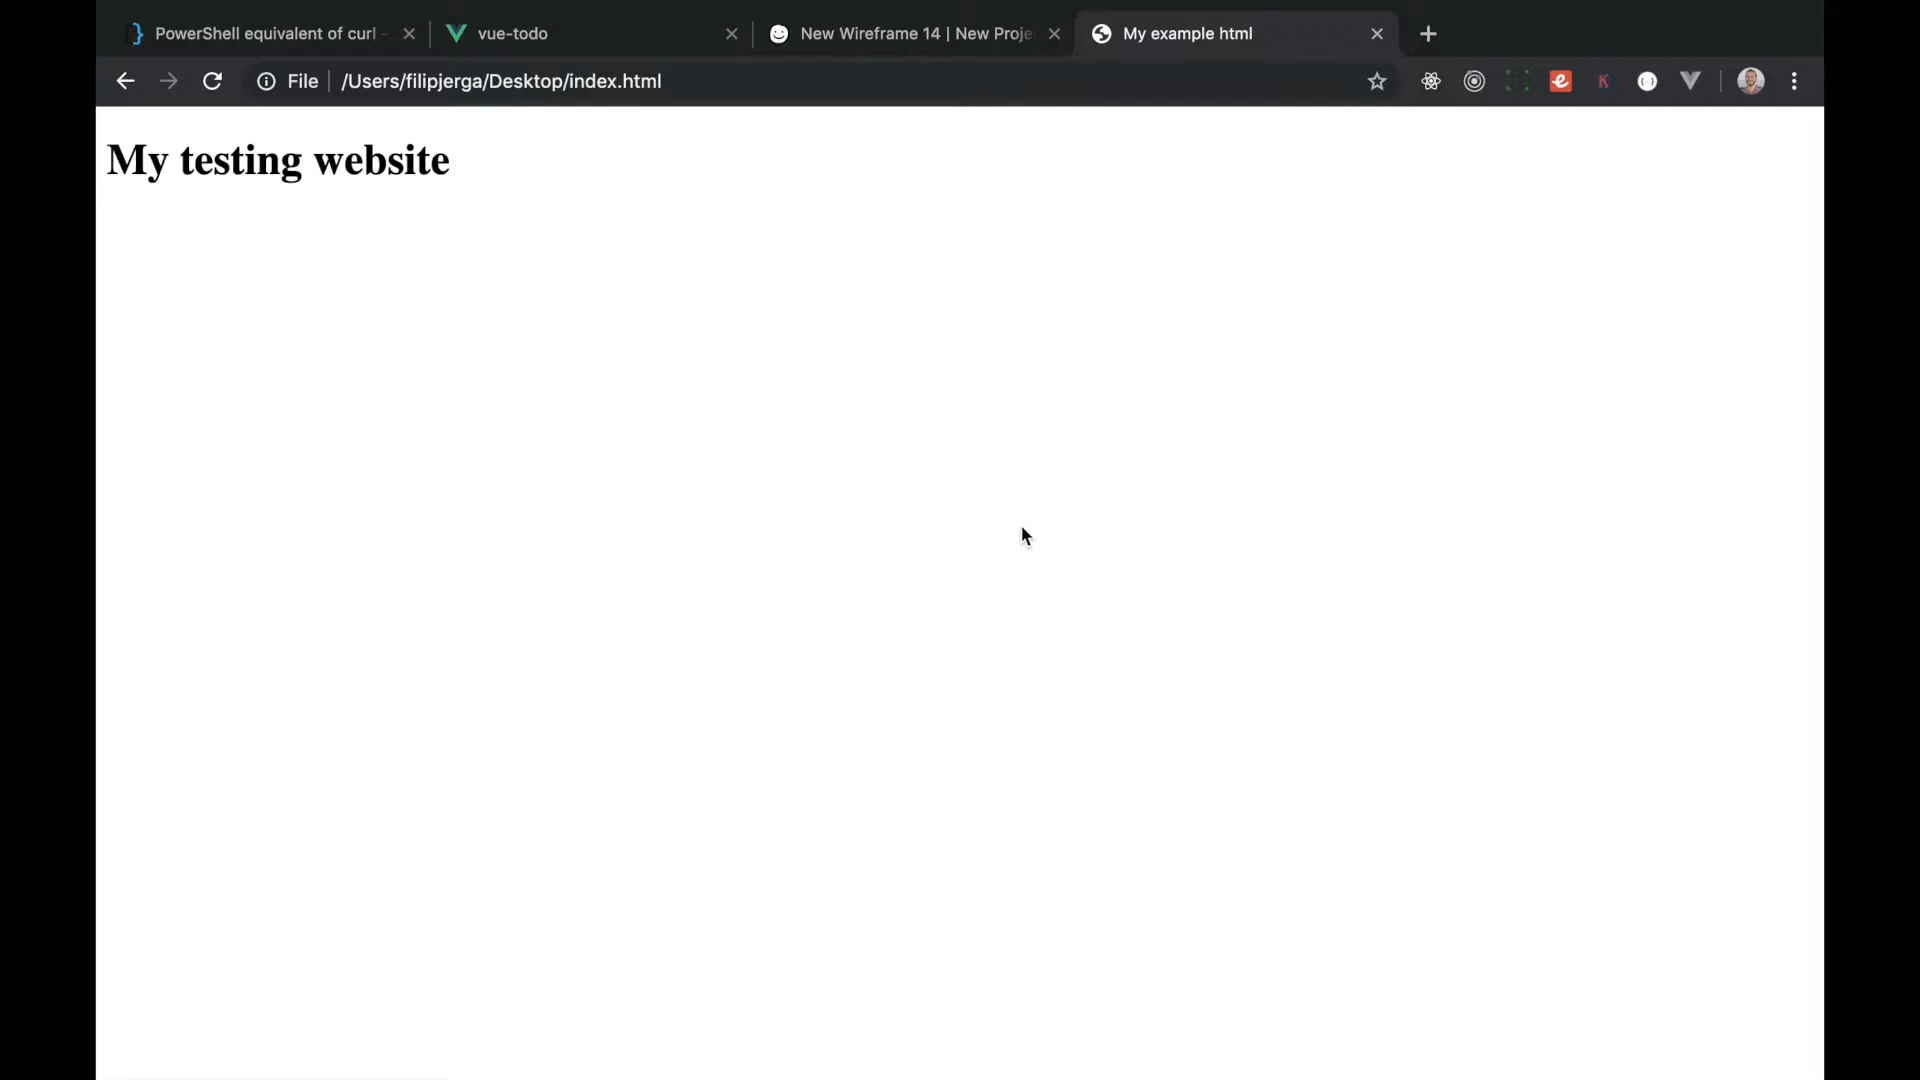 PowerShell equivalent of curl -
vue-todo
New Wireframe 14 | New Proje
My example html
File
/Users/filipjerga/Desktop/index.html
My testing website